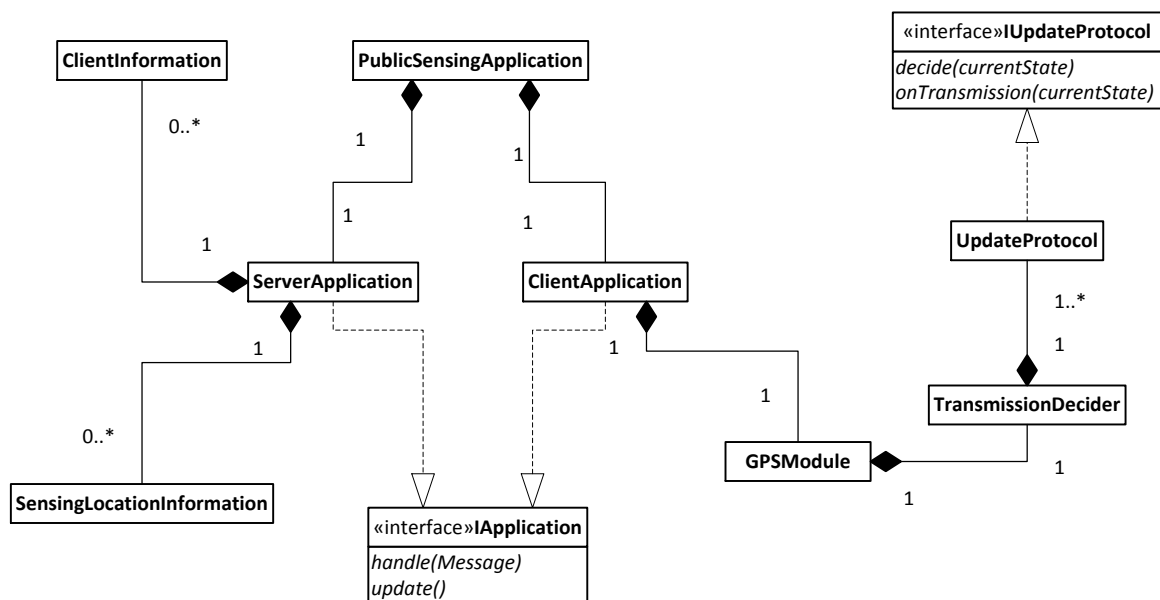 ClientInformation
PublicSensingApplication
«interface»IUpdateProtocol
decide(currentState)
onTransmission(currentState)
0..*
1
1
1
1
1
ServerApplication
ClientApplication
UpdateProtocol
1
1
1..*
1
0..*
1
TransmissionDecider
GPSModule
1
1
SensingLocationInformation
«interface»IApplication
handle(Message)
update()